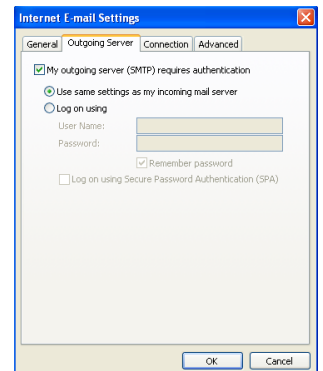 Internet E-mail Settings
General Outgoing Server Connection Advanced
My outgoing server (SMTP) requires authentication
Use same settings as my incoming mail server
Log on using
User Name:
Password:
Remember password
Log on using Secure Password Authentication (SPA)
OK Cancel